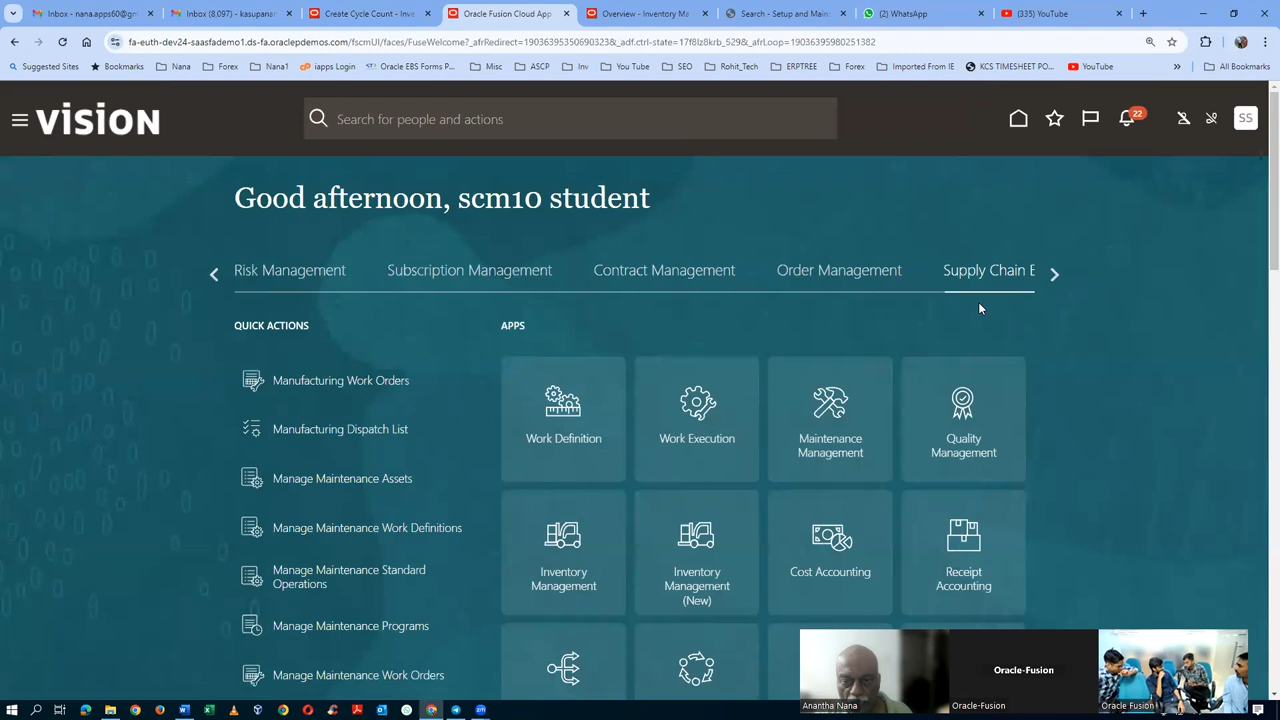 Inbox - nana.apps60@gm
Inbox (8,097) - kasupanan
Create Cycle Count - Inve
Oracle Fusion Cloud App
Overview - Inventory Ma
Search - Setup and Main
(2) WhatsApp
(335) YouTube
fa-euth-dev24-saasfademo1.ds-fa.oraclepdemos.com/fscmUI/faces/FuseWelcome?_afrRedirect=19036395350690323&_adf.ctrl-state=17f8lz8krb_529&_afrLoop=19036395980251382
Suggested Sites
Bookmarks
Nana
Forex
Nana1
iapps Login
Oracle EBS Forms P...
Misc
ASCP
Inv
You Tube
SEO
Rohit_Tech
ERPTREE
Forex
Imported From IE
KCS TIMESHEET PO...
YouTube
All Bookmarks
VISION
Search for people and actions
22
SS
Good afternoon, scm10 student
Risk Management
Subscription Management
Contract Management
Order Management
Supply Chain E
QUICK ACTIONS
APPS
Manufacturing Work Orders
Manufacturing Dispatch List
Manage Maintenance Assets
Manage Maintenance Work Definitions
Manage Maintenance Standard
Operations
Manage Maintenance Programs
Manage Maintenance Work Orders
Work Definition
Work Execution
Maintenance
Management
Quality
Management
Inventory
Management
Inventory
Management
(New)
Cost Accounting
Receipt
Accounting
Oracle-Fusion
Anantha Nana
Oracle-Fusion
Oracle Fusion